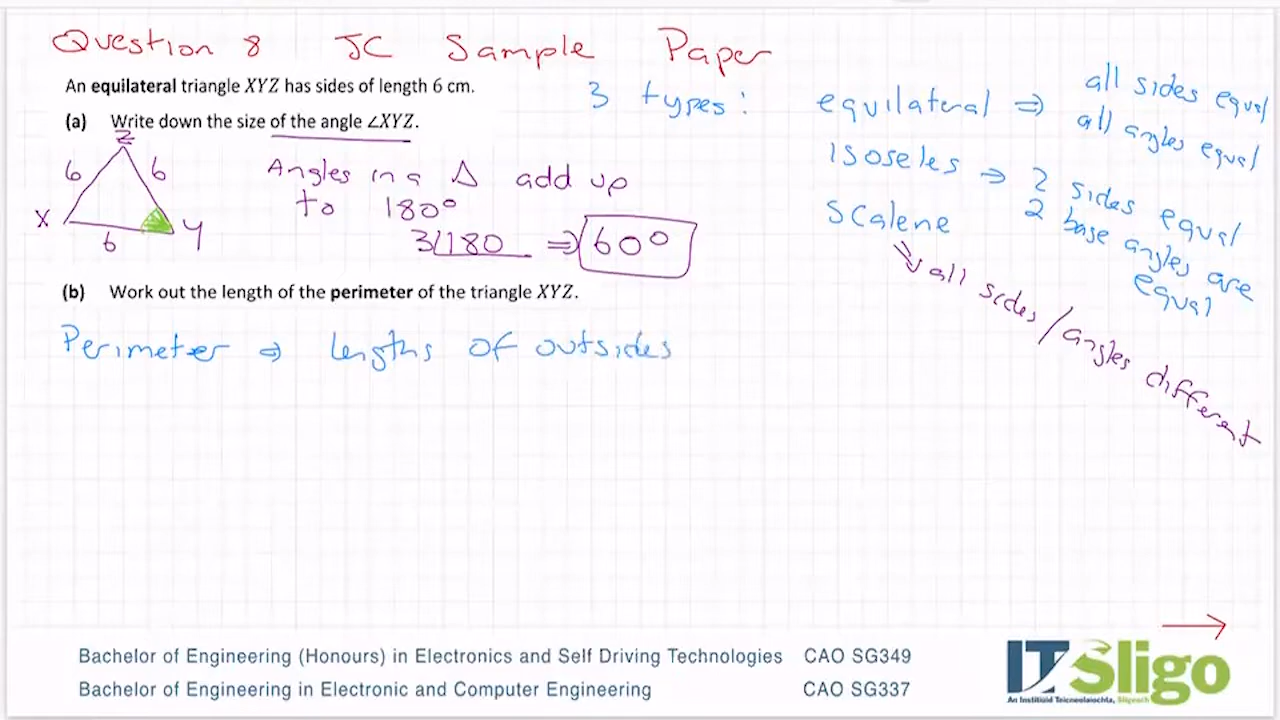 Question 8 JC Sample Paper
An equilateral triangle XYZ has sides of length 6 cm.
(a) Write down the size of the angle ∠XYZ.
Z
6 6
X
6
Y
Angles in a Δ add up
to 180°
3/180 ⇒ 60°
3 types:
equilateral ⇒ all sides equal
all angles equal
Isoseles ⇒ 2 sides equal
2 base angles are
equal
Scalene
all sides/angles different
(b) Work out the length of the perimeter of the triangle XYZ.
Perimeter ⇒ lengths of outsides
Bachelor of Engineering (Honours) in Electronics and Self Driving Technologies CAO SG349
Bachelor of Engineering in Electronic and Computer Engineering CAO SG337
IT Sligo
An Institiúid Teicneolaíochta, Sligeach